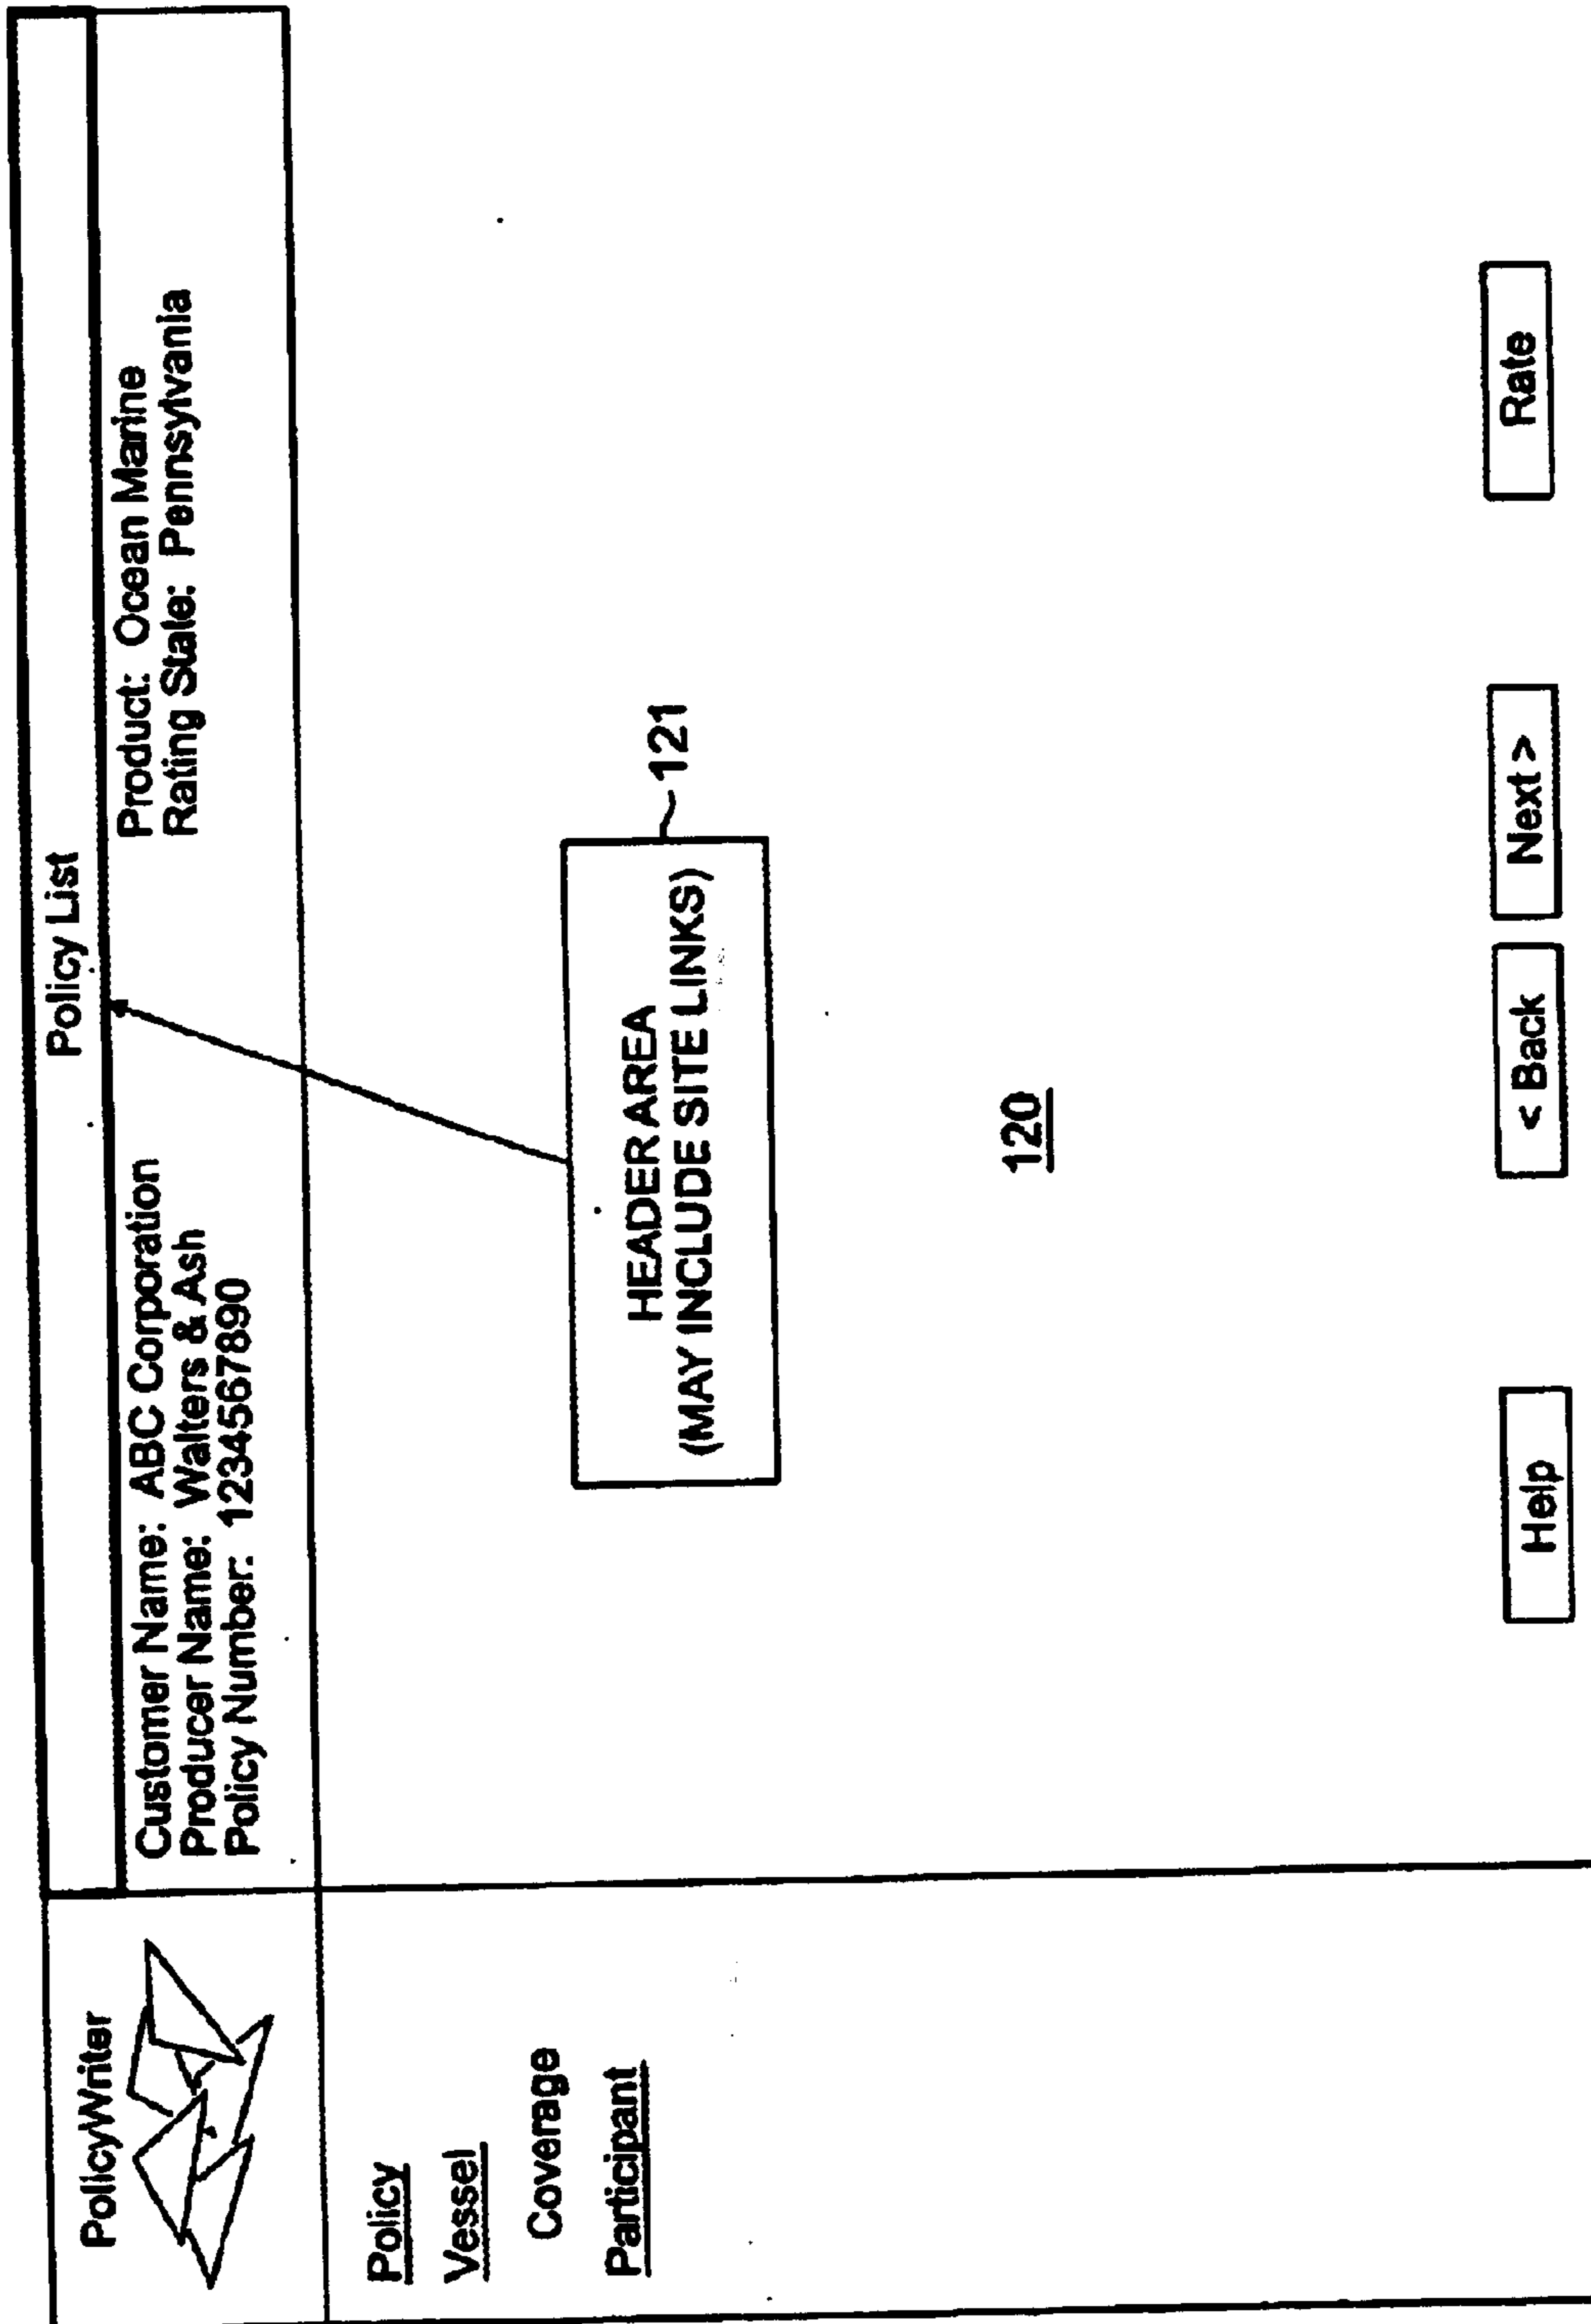 PolicyWriter
Policy List
Customer Name: ABC Corporation
Producer Name: Walters & Ash
Policy Number: 1234567890
Product: Ocean Marine
Rating State: Pennsylvania
Policy
Vessel
Coverage
Participant
HEADER AREA
(MAY INCLUDE SITE LINKS)
121
120
Help
< Back
Next >
Rate